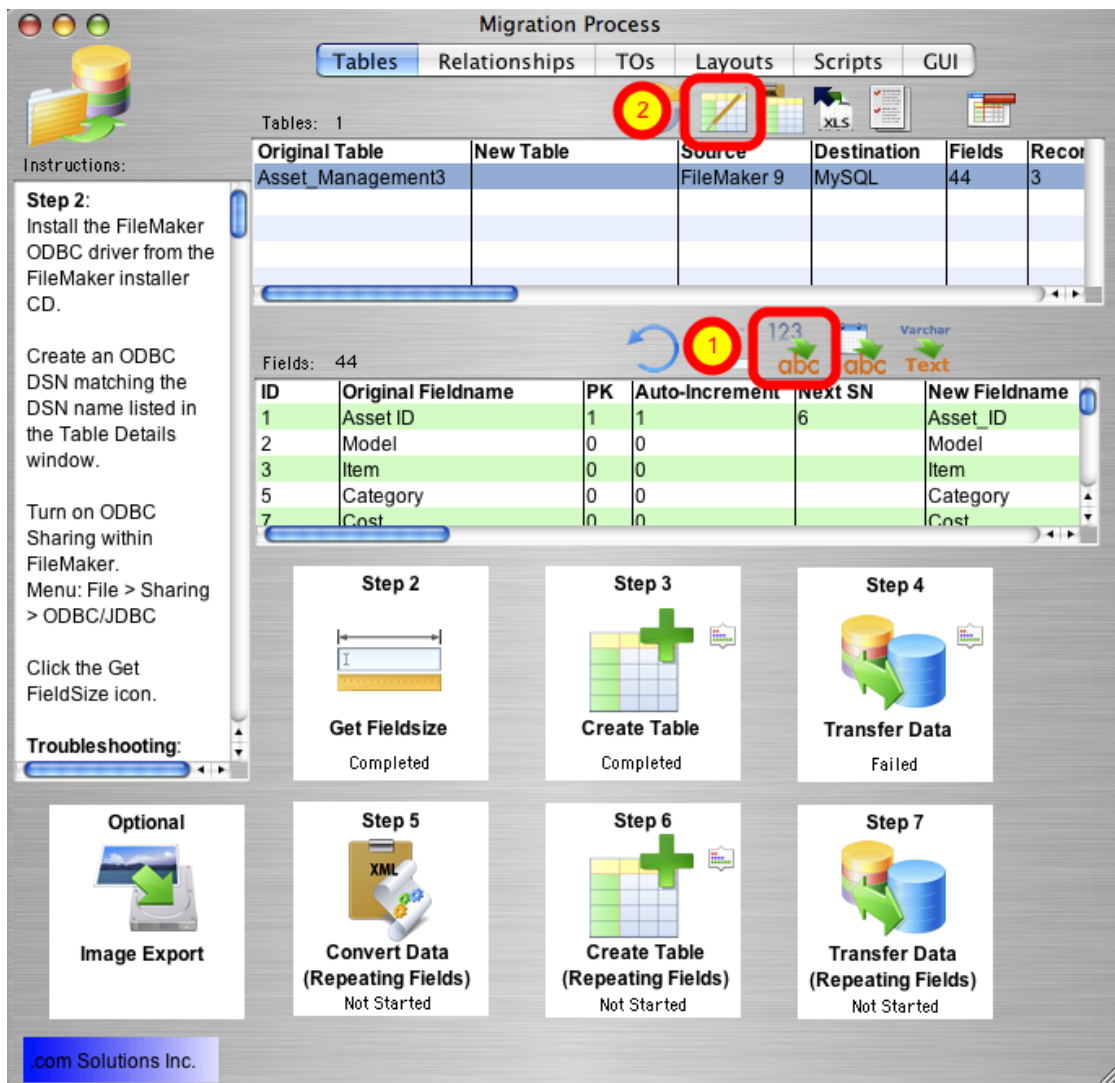 Migration Process
Tables Relationships TOs Layouts Scripts GUI
2
XLS
Tables: 1
Original Table New Table Source Destination Fields Recor
Asset_Management3 FileMaker 9 MySQL 44 3
Instructions:
Step 2:
Install the FileMaker
ODBC driver from the
FileMaker installer
CD.
Create an ODBC
DSN matching the
DSN name listed in
the Table Details
window.
Turn on ODBC
Sharing within
FileMaker.
Menu: File > Sharing
> ODBC/JDBC
Click the Get
FieldSize icon.
Troubleshooting:
1
123 abc
abc
Varchar Text
Fields: 44
ID Original Fieldname PK Auto-Increment Next SN New Fieldname
1 Asset ID 1 1 6 Asset_ID
2 Model 0 0 Model
3 Item 0 0 Item
5 Category 0 0 Category
7 Cost 0 0 Cost
Step 2
Get Fieldsize
Completed
Step 3
Create Table
Completed
Step 4
Transfer Data
Failed
Optional
Image Export
Step 5
XML
Convert Data
(Repeating Fields)
Not Started
Step 6
Create Table
(Repeating Fields)
Not Started
Step 7
Transfer Data
(Repeating Fields)
Not Started
.com Solutions Inc.